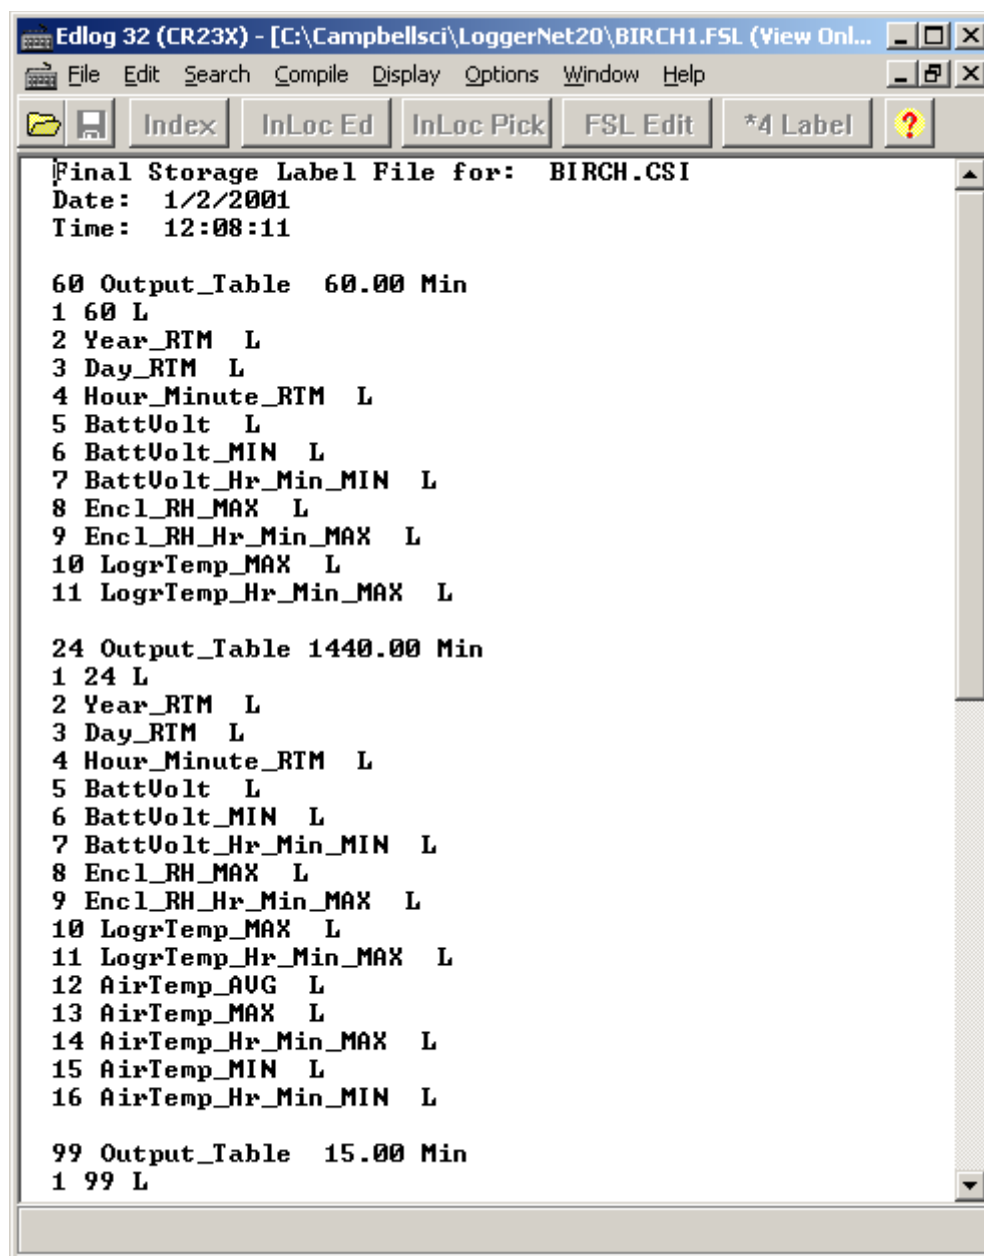 Edlog 32 (CR23X) - [C:\Campbellsci\LoggerNet20\BIRCH1.FSL (View Onl...
File Edit Search Compile Display Options Window Help
Index InLoc Ed InLoc Pick FSL Edit *4 Label ?
Final Storage Label File for:  BIRCH.CSI
Date:  1/2/2001
Time:  12:08:11
60 Output_Table  60.00 Min
1 60 L
2 Year_RTM  L
3 Day_RTM  L
4 Hour_Minute_RTM  L
5 BattVolt  L
6 BattVolt_MIN  L
7 BattVolt_Hr_Min_MIN  L
8 Encl_RH_MAX  L
9 Encl_RH_Hr_Min_MAX  L
10 LogrTemp_MAX  L
11 LogrTemp_Hr_Min_MAX  L
24 Output_Table 1440.00 Min
1 24 L
2 Year_RTM  L
3 Day_RTM  L
4 Hour_Minute_RTM  L
5 BattVolt  L
6 BattVolt_MIN  L
7 BattVolt_Hr_Min_MIN  L
8 Encl_RH_MAX  L
9 Encl_RH_Hr_Min_MAX  L
10 LogrTemp_MAX  L
11 LogrTemp_Hr_Min_MAX  L
12 AirTemp_AVG  L
13 AirTemp_MAX  L
14 AirTemp_Hr_Min_MAX  L
15 AirTemp_MIN  L
16 AirTemp_Hr_Min_MIN  L
99 Output_Table  15.00 Min
1 99 L